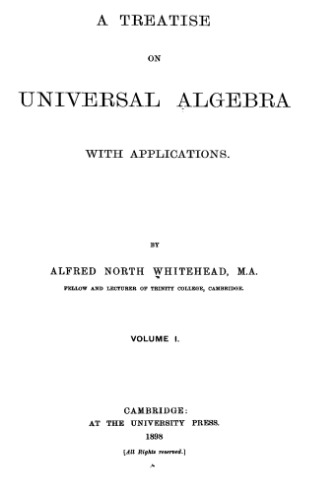 A TREATISE
ON
UNIVERSAL ALGEBRA
WITH APPLICATIONS.
BY
ALFRED NORTH WHITEHEAD, M.A.
FELLOW AND LECTURER OF TRINITY COLLEGE, CAMBRIDGE.
VOLUME I.
CAMBRIDGE:
AT THE UNIVERSITY PRESS.
1898
[All Rights reserved.]